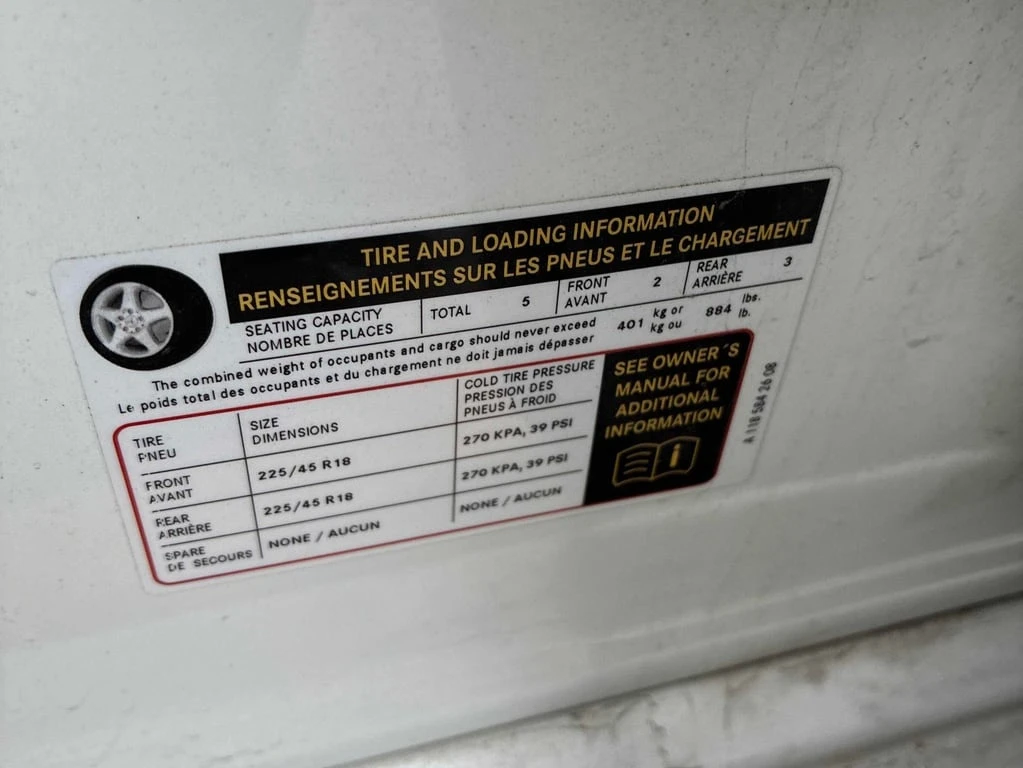 TIRE AND LOADING INFORMATION
RENSEIGNEMENTS SUR LES PNEUS ET LE CHARGEMENT
SEATING CAPACITY
NOMBRE DE PLACES
TOTAL 5
FRONT
AVANT
2
REAR
ARRIÈRE
3
The combined weight of occupants and cargo should never exceed
Le poids total des occupants et du chargement ne doit jamais dépasser
401
kg or
kg ou
884
lbs.
lb.
TIRE
PNEU
SIZE
DIMENSIONS
COLD TIRE PRESSURE
PRESSION DES
PNEUS À FROID
FRONT
AVANT
225/45 R18
270 KPA, 39 PSI
REAR
ARRIÈRE
225/45 R18
270 KPA, 39 PSI
SPARE
DE SECOURS
NONE / AUCUN
NONE / AUCUN
SEE OWNER´S
MANUAL FOR
ADDITIONAL
INFORMATION
A 118 584 26 08